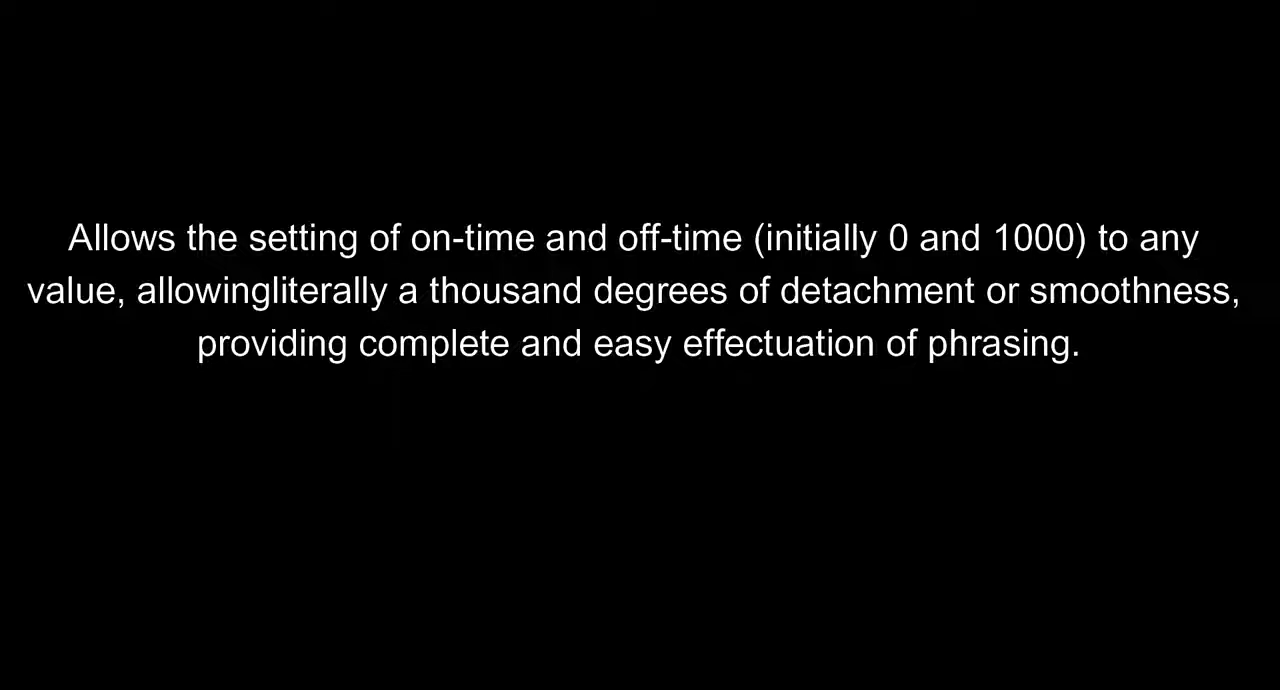 Allows the setting of on-time and off-time (initially 0 and 1000) to any
value, allowingliterally a thousand degrees of detachment or smoothness,
providing complete and easy effectuation of phrasing.